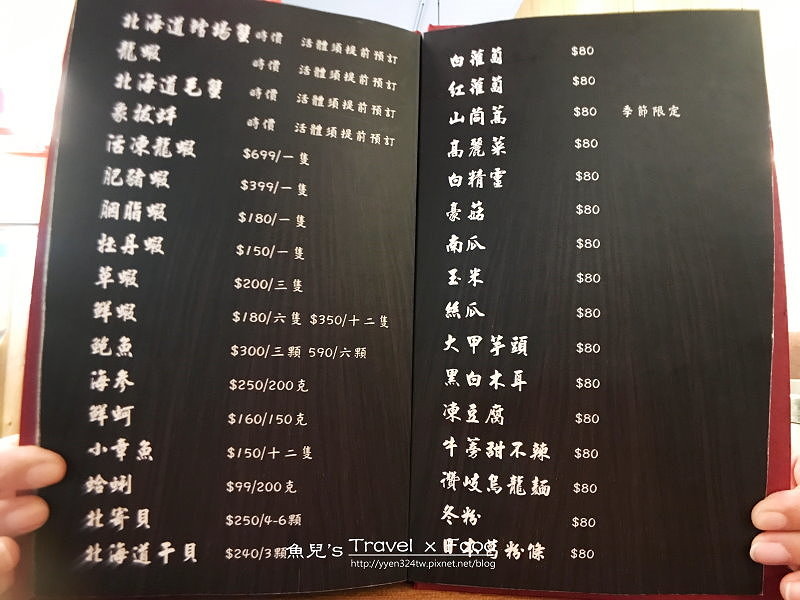 北海道鱈場蟹 時價 活體須提前預訂
龍蝦 時價 活體須提前預訂
北海道毛蟹 時價 活體須提前預訂
象拔蚌 時價 活體須提前預訂
活凍龍蝦 $699/一隻
肥豬蝦 $399/一隻
胭脂蝦 $180/一隻
牡丹蝦 $150/一隻
草蝦 $200/三隻
鮮蝦 $180/六隻 $350/十二隻
鮑魚 $300/三顆 590/六顆
海參 $250/200克
鮮蚵 $160/150克
小章魚 $150/十二隻
蛤蜊 $99/200克
北寄貝 $250/4-6顆
北海道干貝 $240/3顆
白蘿蔔 $80
紅蘿蔔 $80
山茼蒿 $80 季節限定
高麗菜 $80
白精靈 $80
豪菇 $80
南瓜 $80
玉米 $80
絲瓜 $80
大甲芋頭 $80
黑白木耳 $80
凍豆腐 $80
牛蒡甜不辣 $80
讚岐烏龍麵 $80
冬粉 $80
日本葛粉條 $80
魚兒's Travel x Food
http://yyen324tw.pixnet.net/blog